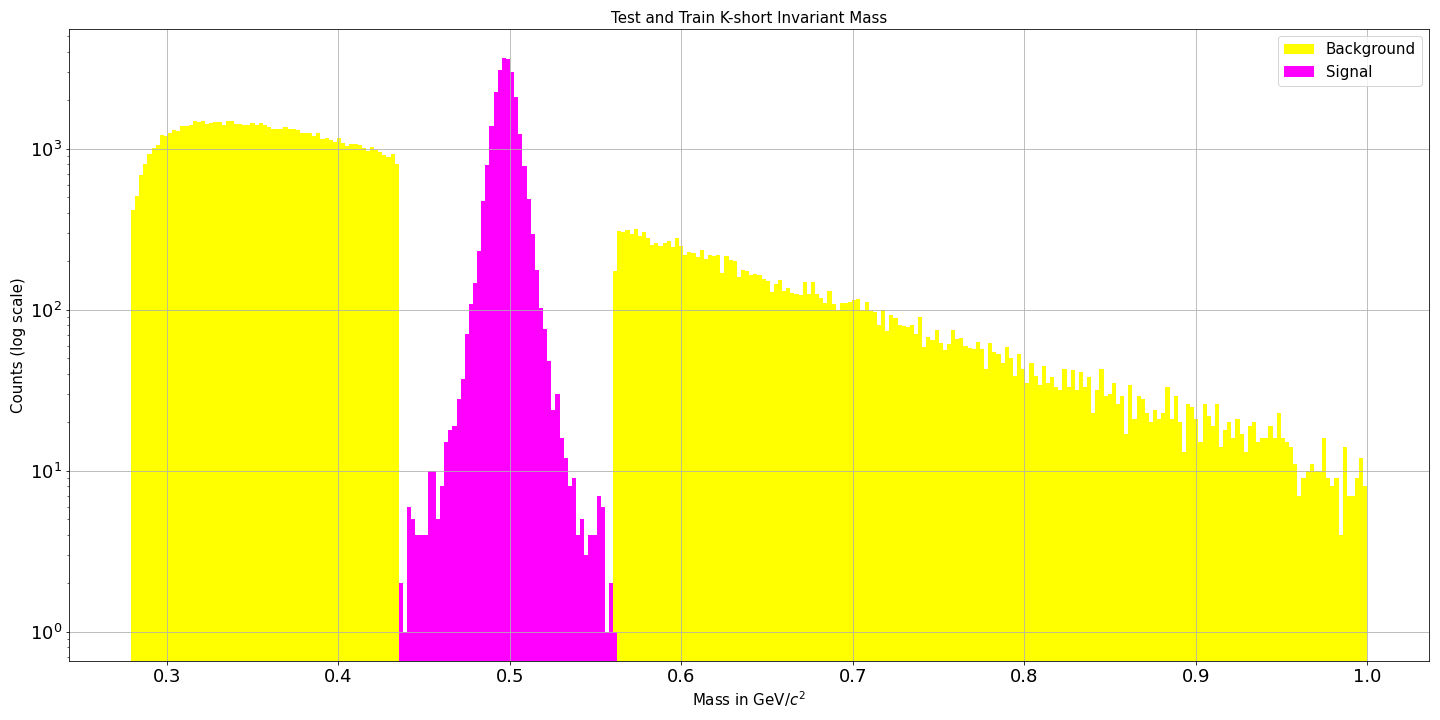 Test and Train K-short Invariant Mass
Background
Signal
Counts (log scale)
10³
10²
10¹
10⁰
0.3 0.4 0.5 0.6 0.7 0.8 0.9 1.0
Mass in GeV/c²